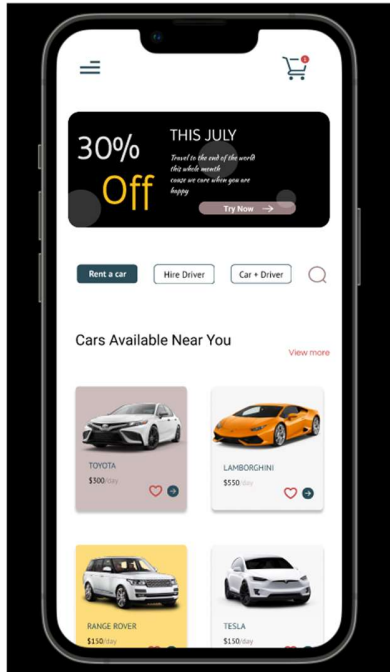 1
THIS JULY
30%
Off
Travel to the end of the world
this whole month
cause we care when you are
happy
Try Now
Rent a car
Hire Driver
Car + Driver
Cars Available Near You
View more
TOYOTA
$300/day
LAMBORGHINI
$550/day
RANGE ROVER
$150/day
TESLA
$150/day